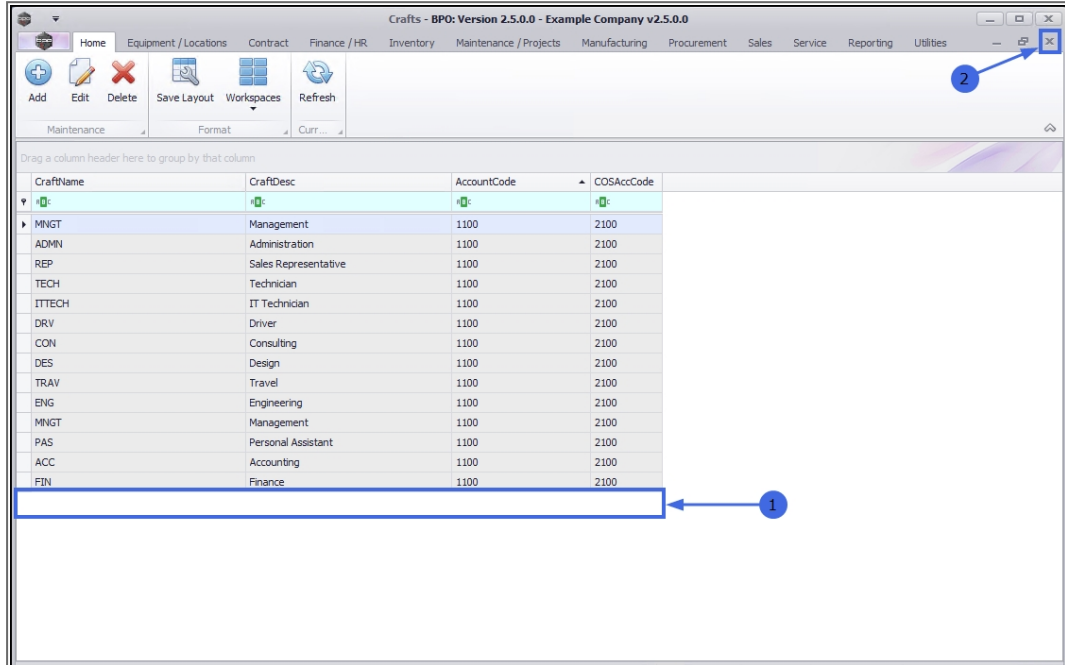 Crafts - BPO: Version 2.5.0.0 - Example Company v2.5.0.0
Home Equipment / Locations Contract Finance / HR Inventory Maintenance / Projects Manufacturing Procurement Sales Service Reporting Utilities
2
Add Edit Delete Save Layout Workspaces Refresh
Maintenance Format Curr...
Drag a column header here to group by that column
CraftName CraftDesc AccountCode COSAccCode
MNGT Management 1100 2100
ADMN Administration 1100 2100
REP Sales Representative 1100 2100
TECH Technician 1100 2100
ITTECH IT Technician 1100 2100
DRV Driver 1100 2100
CON Consulting 1100 2100
DES Design 1100 2100
TRAV Travel 1100 2100
ENG Engineering 1100 2100
MNGT Management 1100 2100
PAS Personal Assistant 1100 2100
ACC Accounting 1100 2100
FIN Finance 1100 2100
1